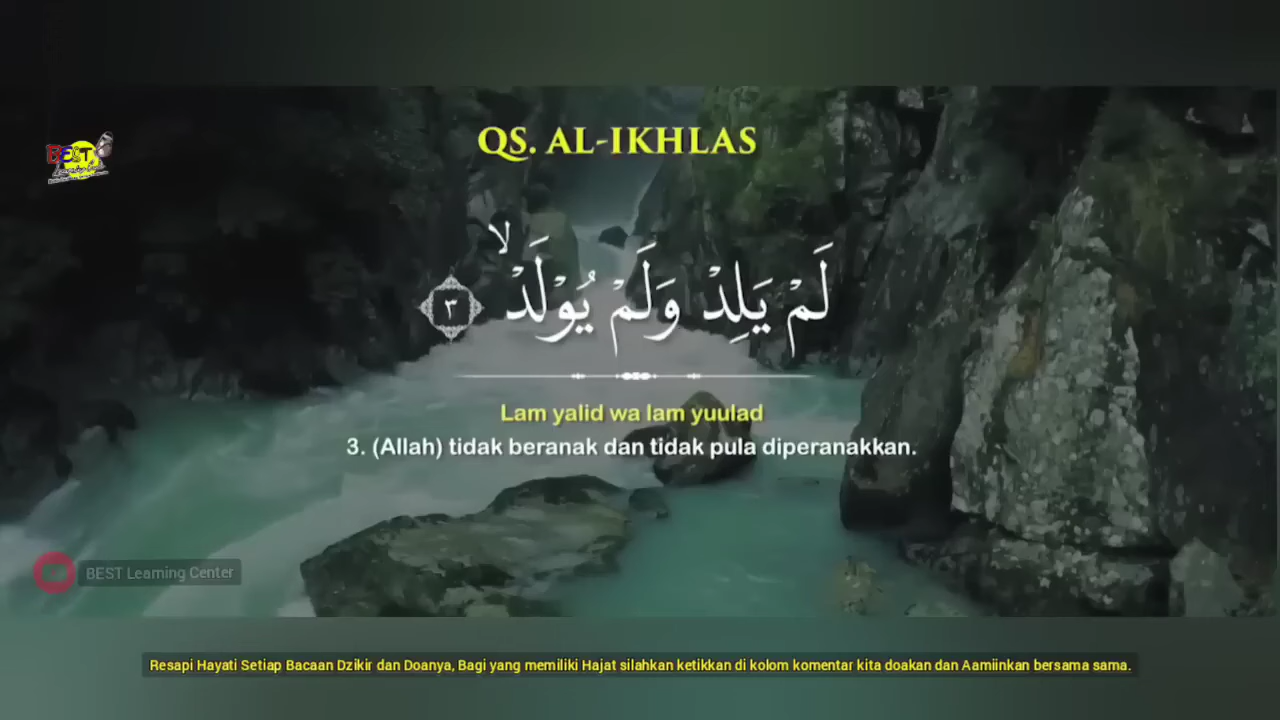 BEST
QS. AL-IKHLAS
لَمْ يَلِدْ وَلَمْ يُوْلَدْۙ ٣
Lam yalid wa lam yuulad
3. (Allah) tidak beranak dan tidak pula diperanakkan.
BEST Learning Center
Resapi Hayati Setiap Bacaan Dzikir dan Doanya, Bagi yang memiliki Hajat silahkan ketikkan di kolom komentar kita doakan dan Aamiinkan bersama sama.